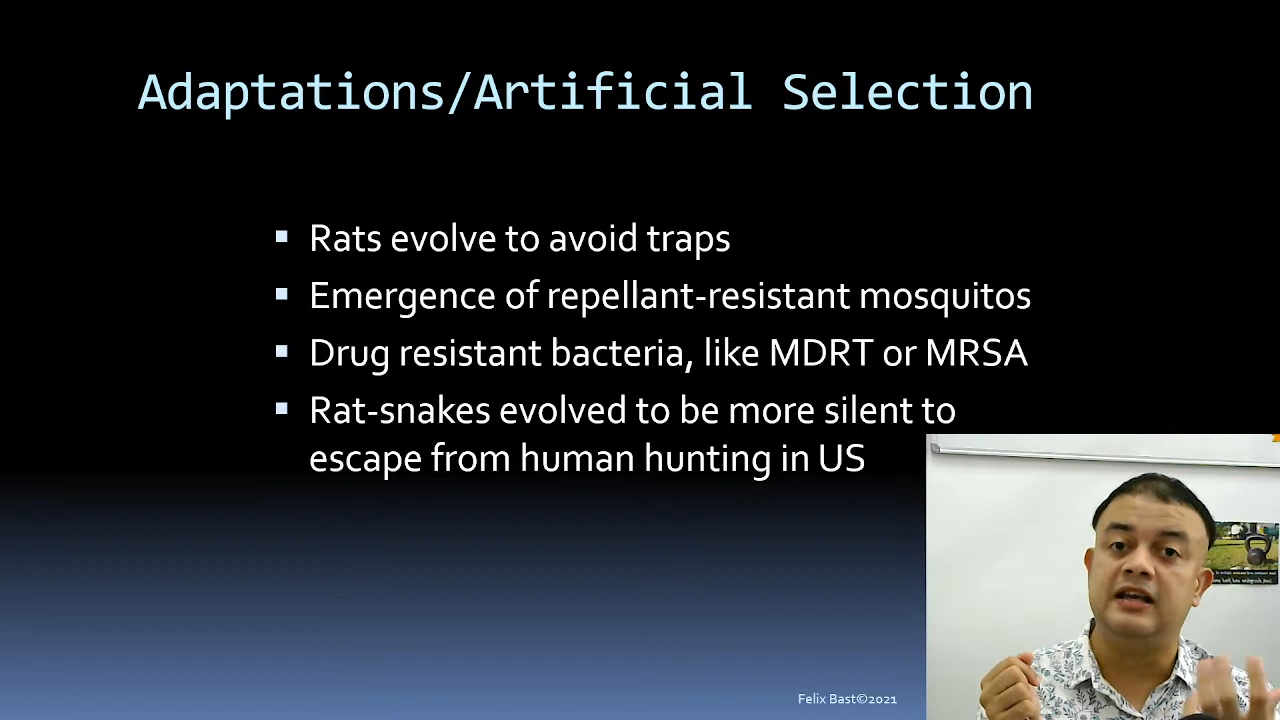 Adaptations/Artificial Selection
▪ Rats evolve to avoid traps
▪ Emergence of repellant-resistant mosquitos
▪ Drug resistant bacteria, like MDRT or MRSA
▪ Rat-snakes evolved to be more silent to
escape from human hunting in US
Felix Bast©2021